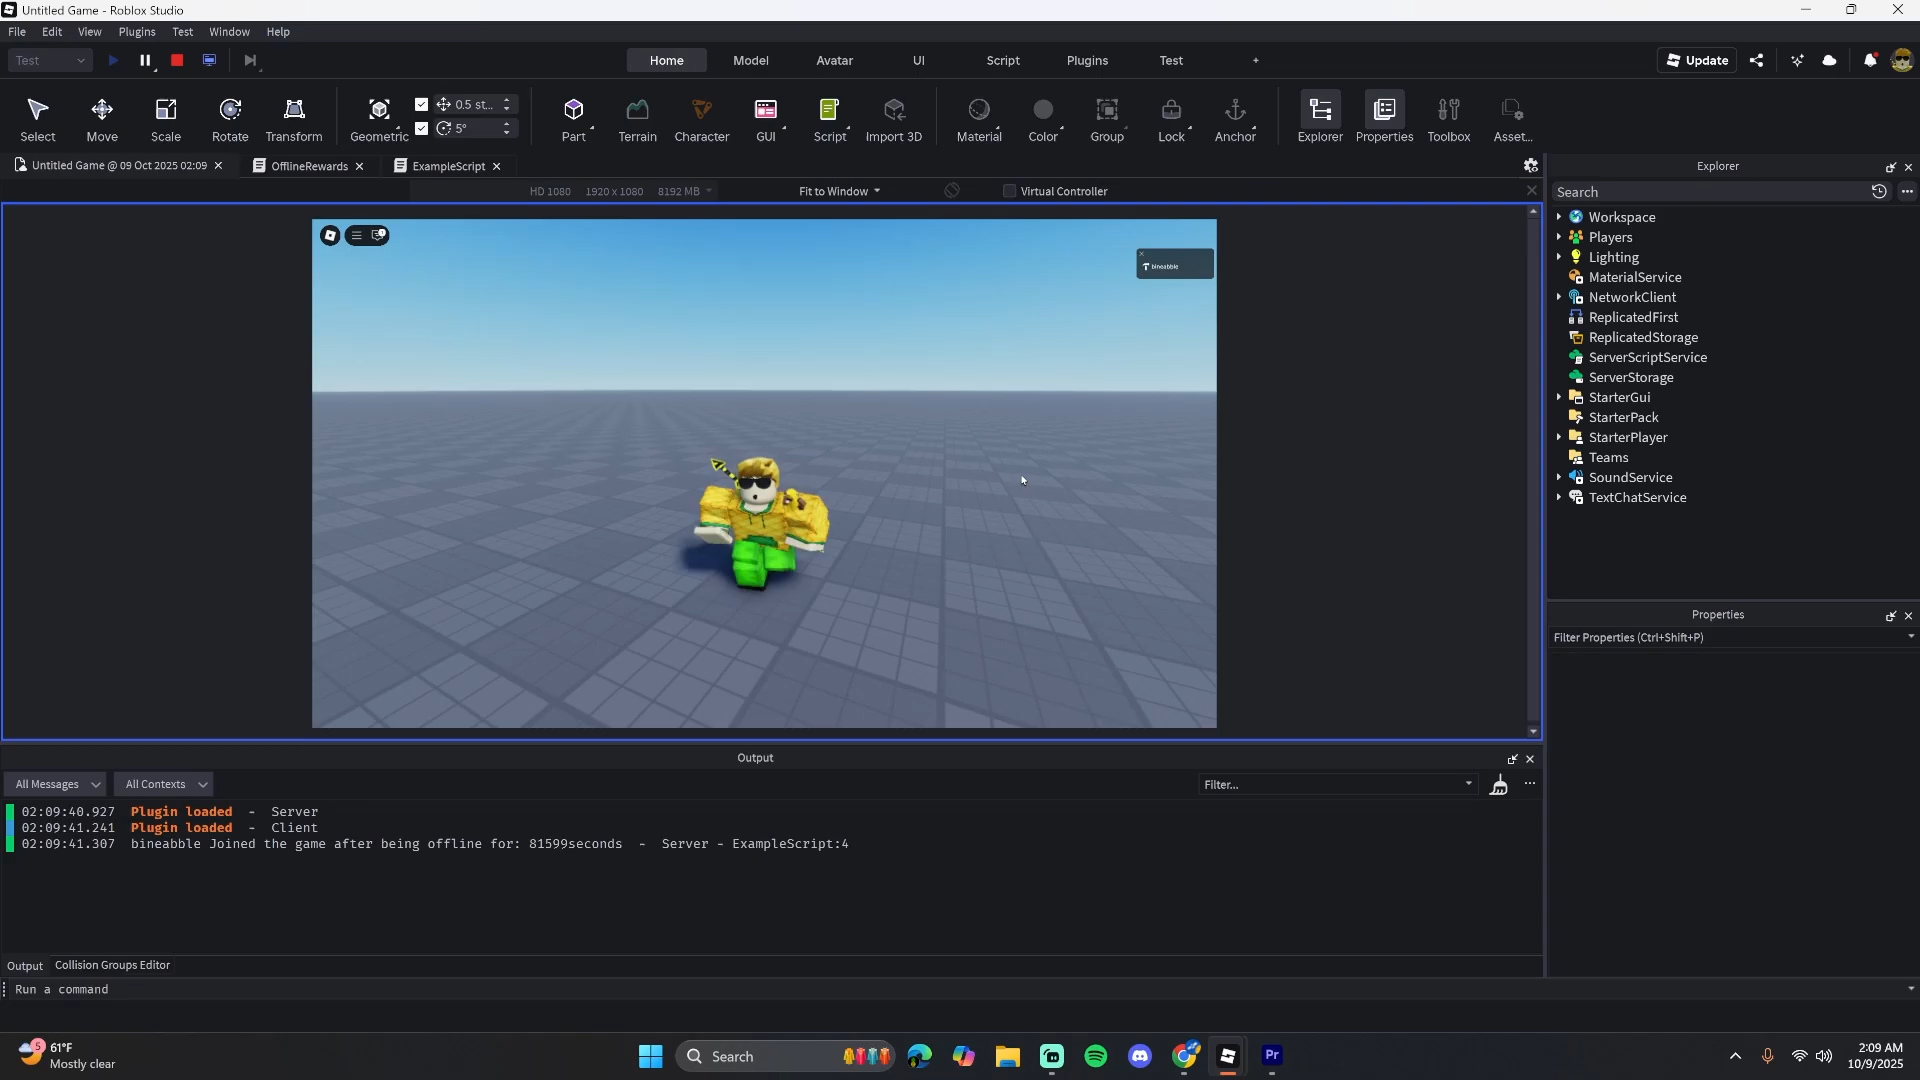 Untitled Game - Roblox Studio
File Edit View Plugins Test Window Help
Test
Home Model Avatar UI Script Plugins Test +
Update
Select Move Scale Rotate Transform Geometric
0.5 st...
5°
Part Terrain Character GUI Script Import 3D Material Color Group Lock Anchor Explorer Properties Toolbox Asset...
Untitled Game @ 09 Oct 2025 02:09
OfflineRewards
ExampleScript
HD 1080 1920 x 1080 8192 MB
Fit to Window
Virtual Controller
1
bineabble
Explorer
Search
Workspace
Players
Lighting
MaterialService
NetworkClient
ReplicatedFirst
ReplicatedStorage
ServerScriptService
ServerStorage
StarterGui
StarterPack
StarterPlayer
Teams
SoundService
TextChatService
Properties
Filter Properties (Ctrl+Shift+P)
Output
All Messages
All Contexts
Filter...
02:09:40.927 Plugin loaded - Server
02:09:41.241 Plugin loaded - Client
02:09:41.307 bineabble Joined the game after being offline for: 81599seconds - Server - ExampleScript:4
Output Collision Groups Editor
Run a command
5
61°F
Mostly clear
Search
Pr
2:09 AM
10/9/2025